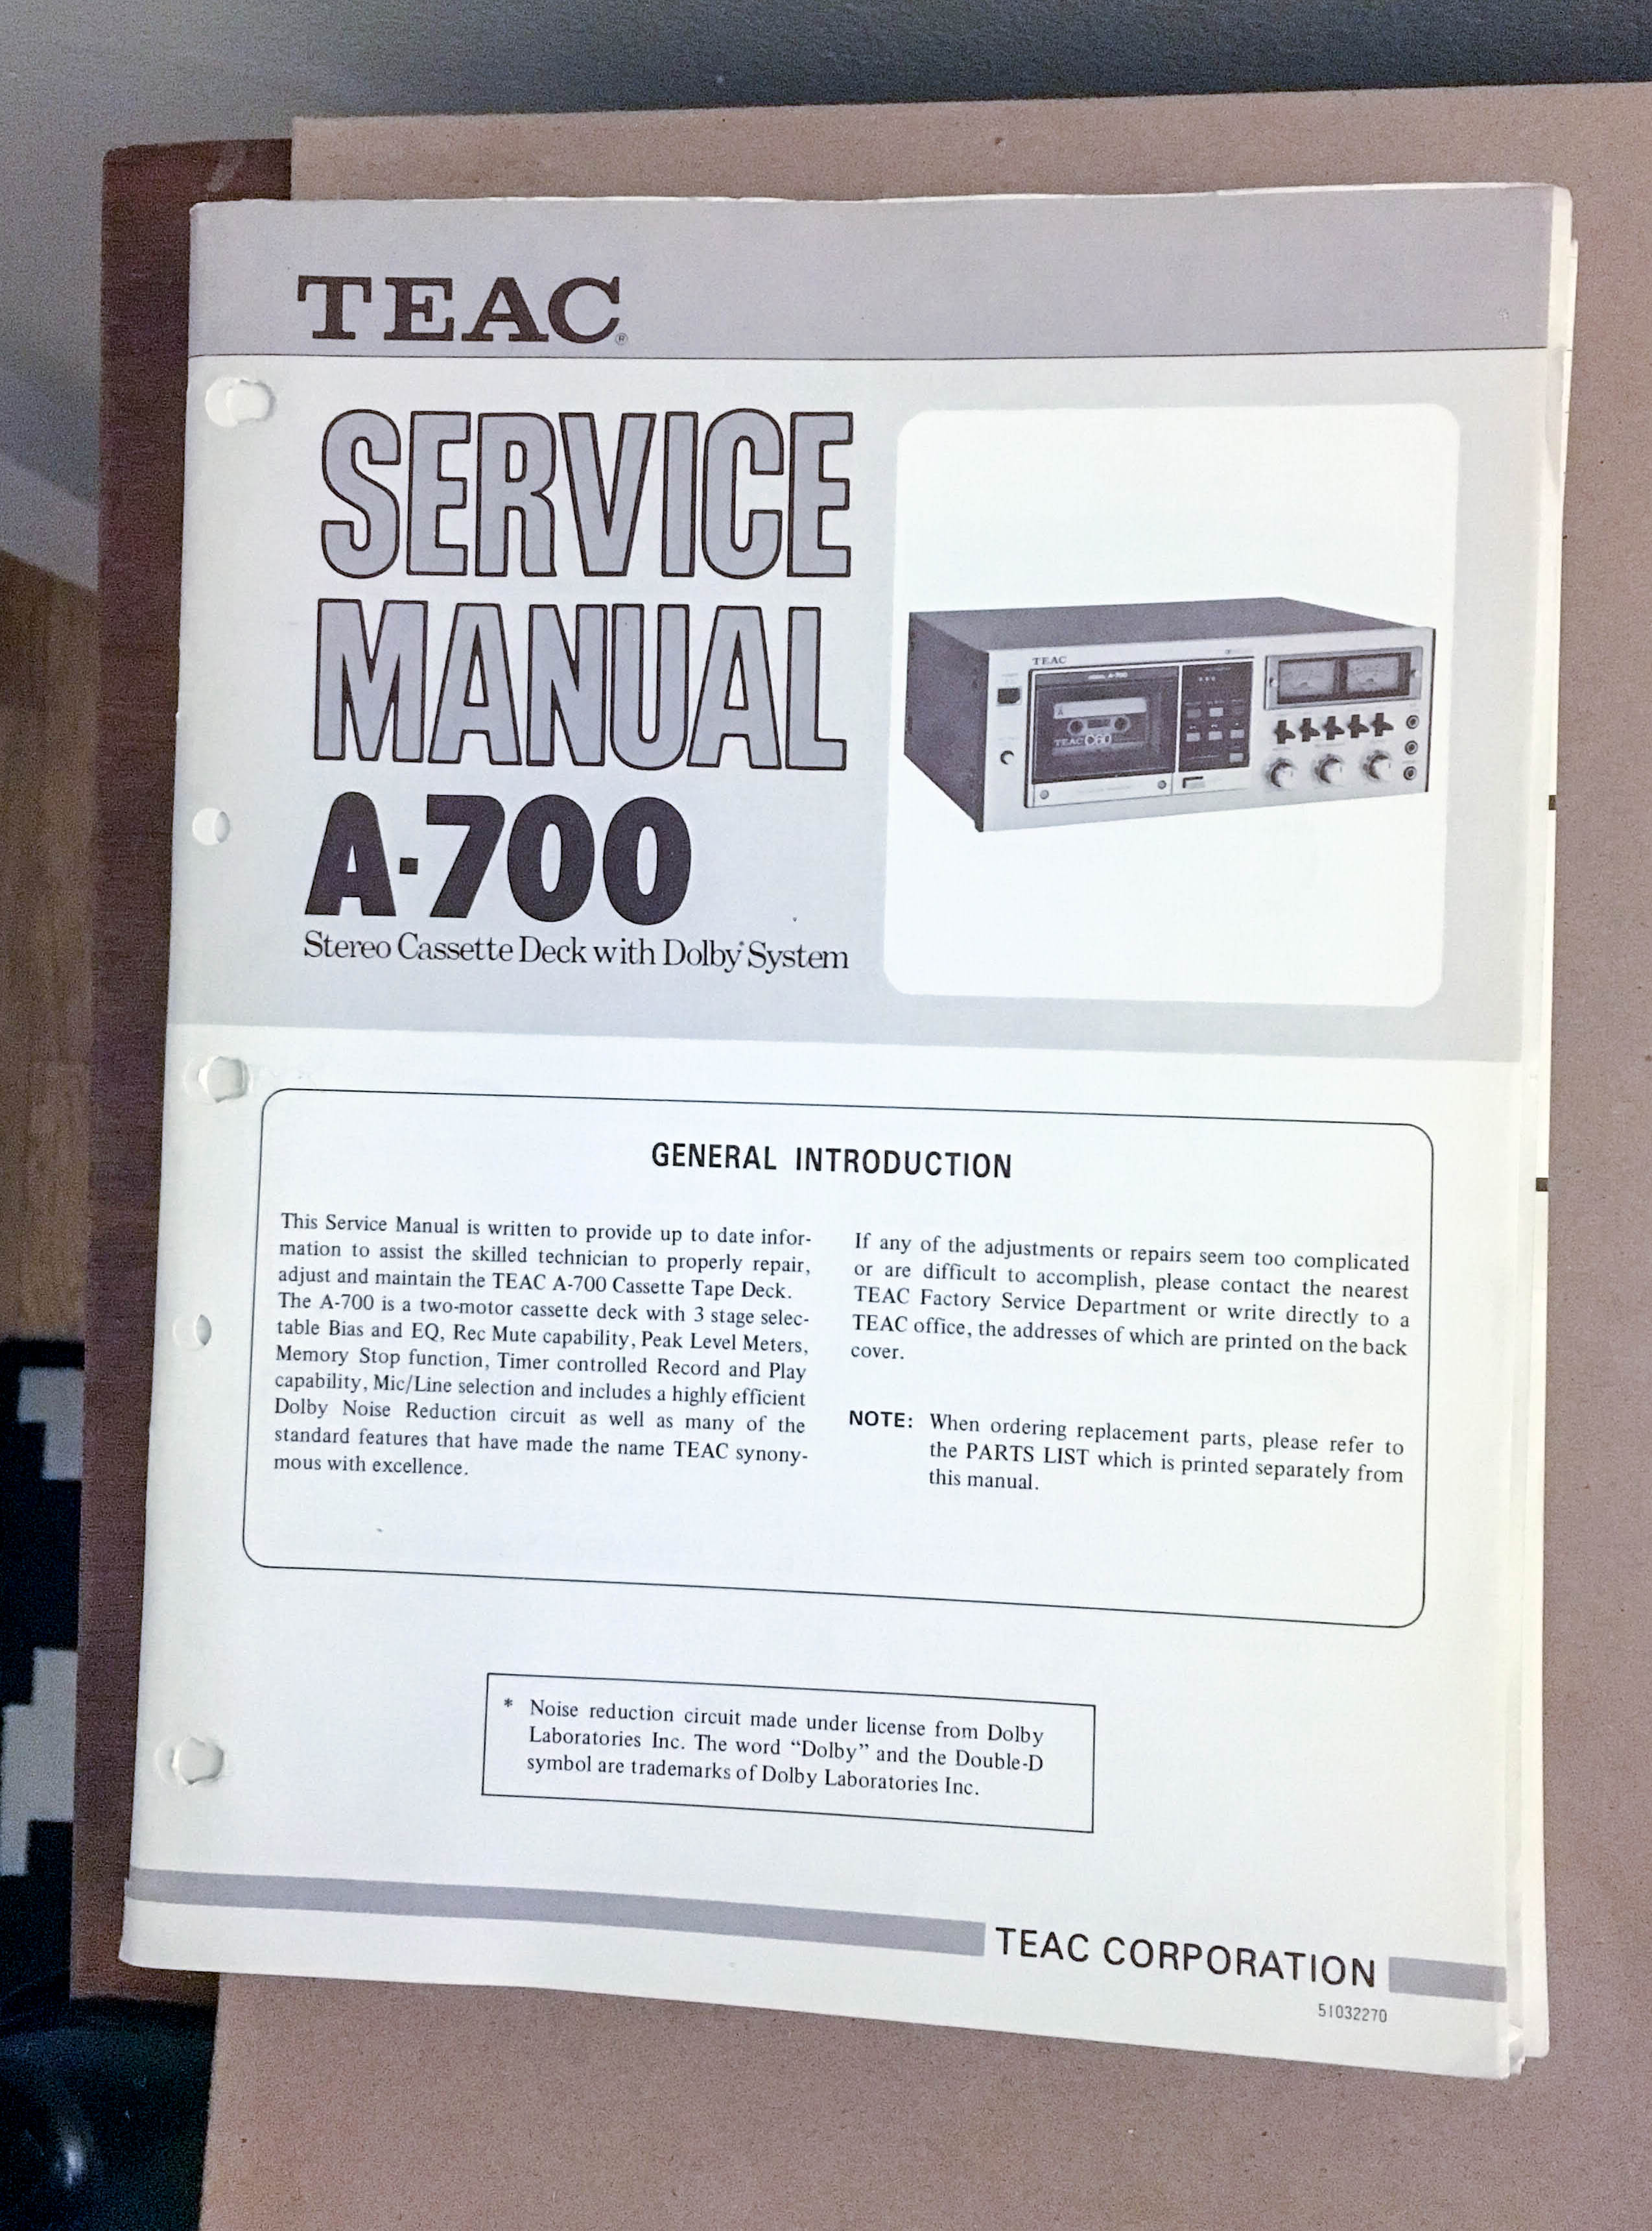 TEAC®
SERVICE
MANUAL
A-700
Stereo Cassette Deck with Dolby* System
TEAC
MODEL A-700
A
TEAC C60
GENERAL INTRODUCTION
This Service Manual is written to provide up to date infor-
mation to assist the skilled technician to properly repair,
adjust and maintain the TEAC A-700 Cassette Tape Deck.
The A-700 is a two-motor cassette deck with 3 stage selec-
table Bias and EQ, Rec Mute capability, Peak Level Meters,
Memory Stop function, Timer controlled Record and Play
capability, Mic/Line selection and includes a highly efficient
Dolby Noise Reduction circuit as well as many of the
standard features that have made the name TEAC synony-
mous with excellence.
If any of the adjustments or repairs seem too complicated
or are difficult to accomplish, please contact the nearest
TEAC Factory Service Department or write directly to a
TEAC office, the addresses of which are printed on the back
cover.
NOTE: When ordering replacement parts, please refer to
the PARTS LIST which is printed separately from
this manual.
* Noise reduction circuit made under license from Dolby
Laboratories Inc. The word “Dolby” and the Double-D
symbol are trademarks of Dolby Laboratories Inc.
TEAC CORPORATION
51032270